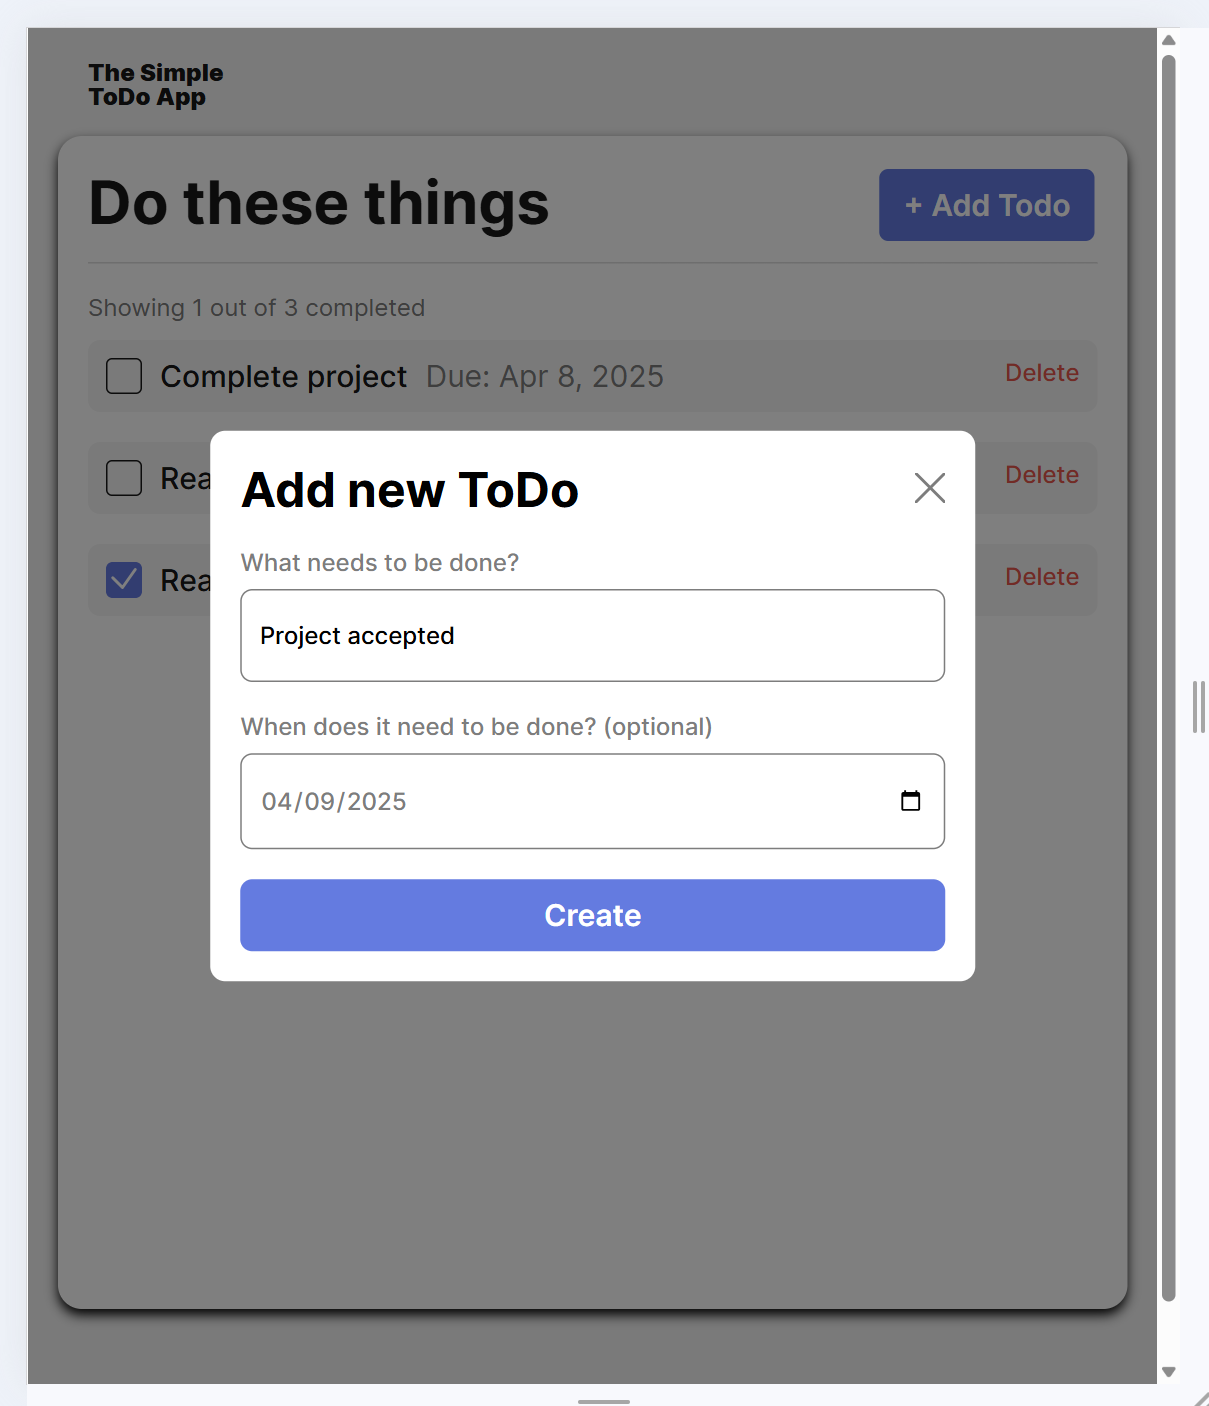 The Simple
ToDo App
Do these things
+ Add Todo
Showing 1 out of 3 completed
Complete project Due: Apr 8, 2025 Delete
Delete
Delete
Add new ToDo
What needs to be done?
Project accepted
When does it need to be done? (optional)
04/09/2025
Create